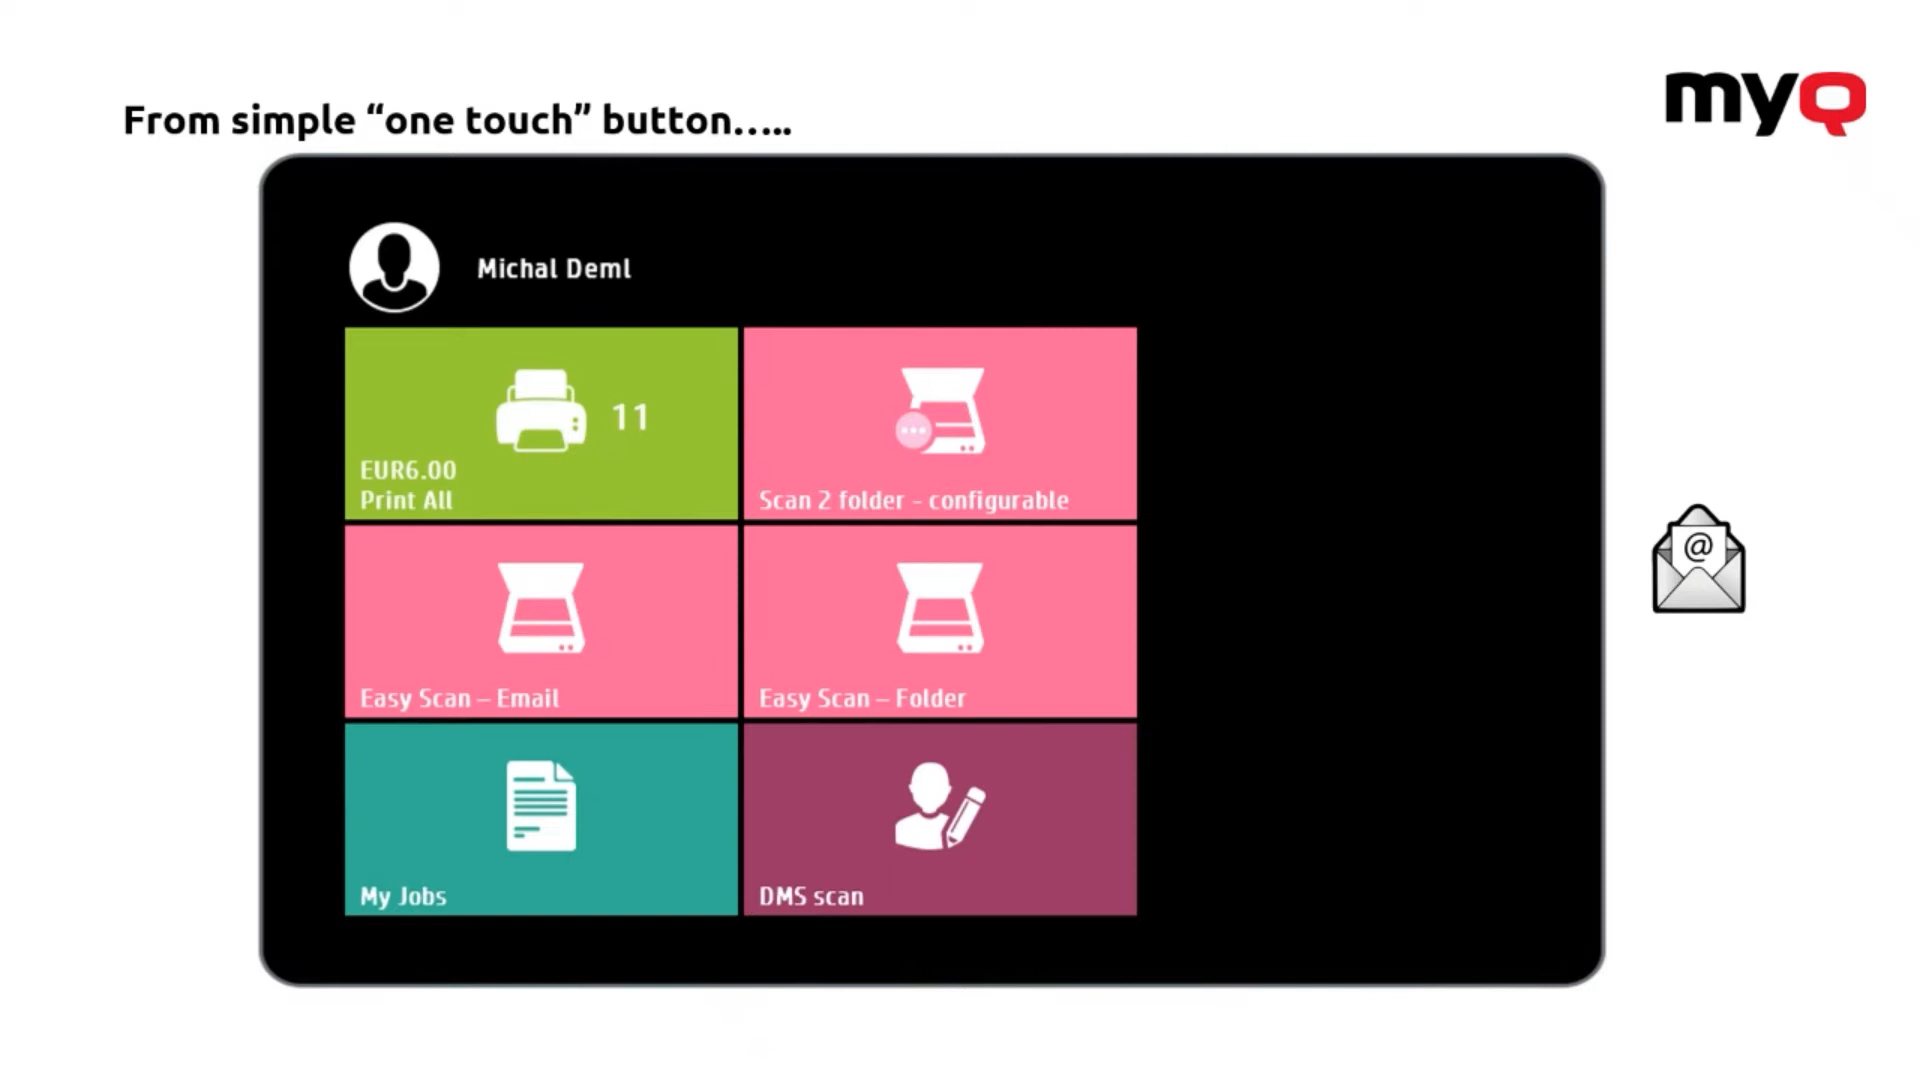 myQ
From simple “one touch” button…..
Michal Deml
11
EUR6.00
Print All
Scan 2 folder - configurable
Easy Scan – Email
Easy Scan – Folder
My Jobs
DMS scan
@